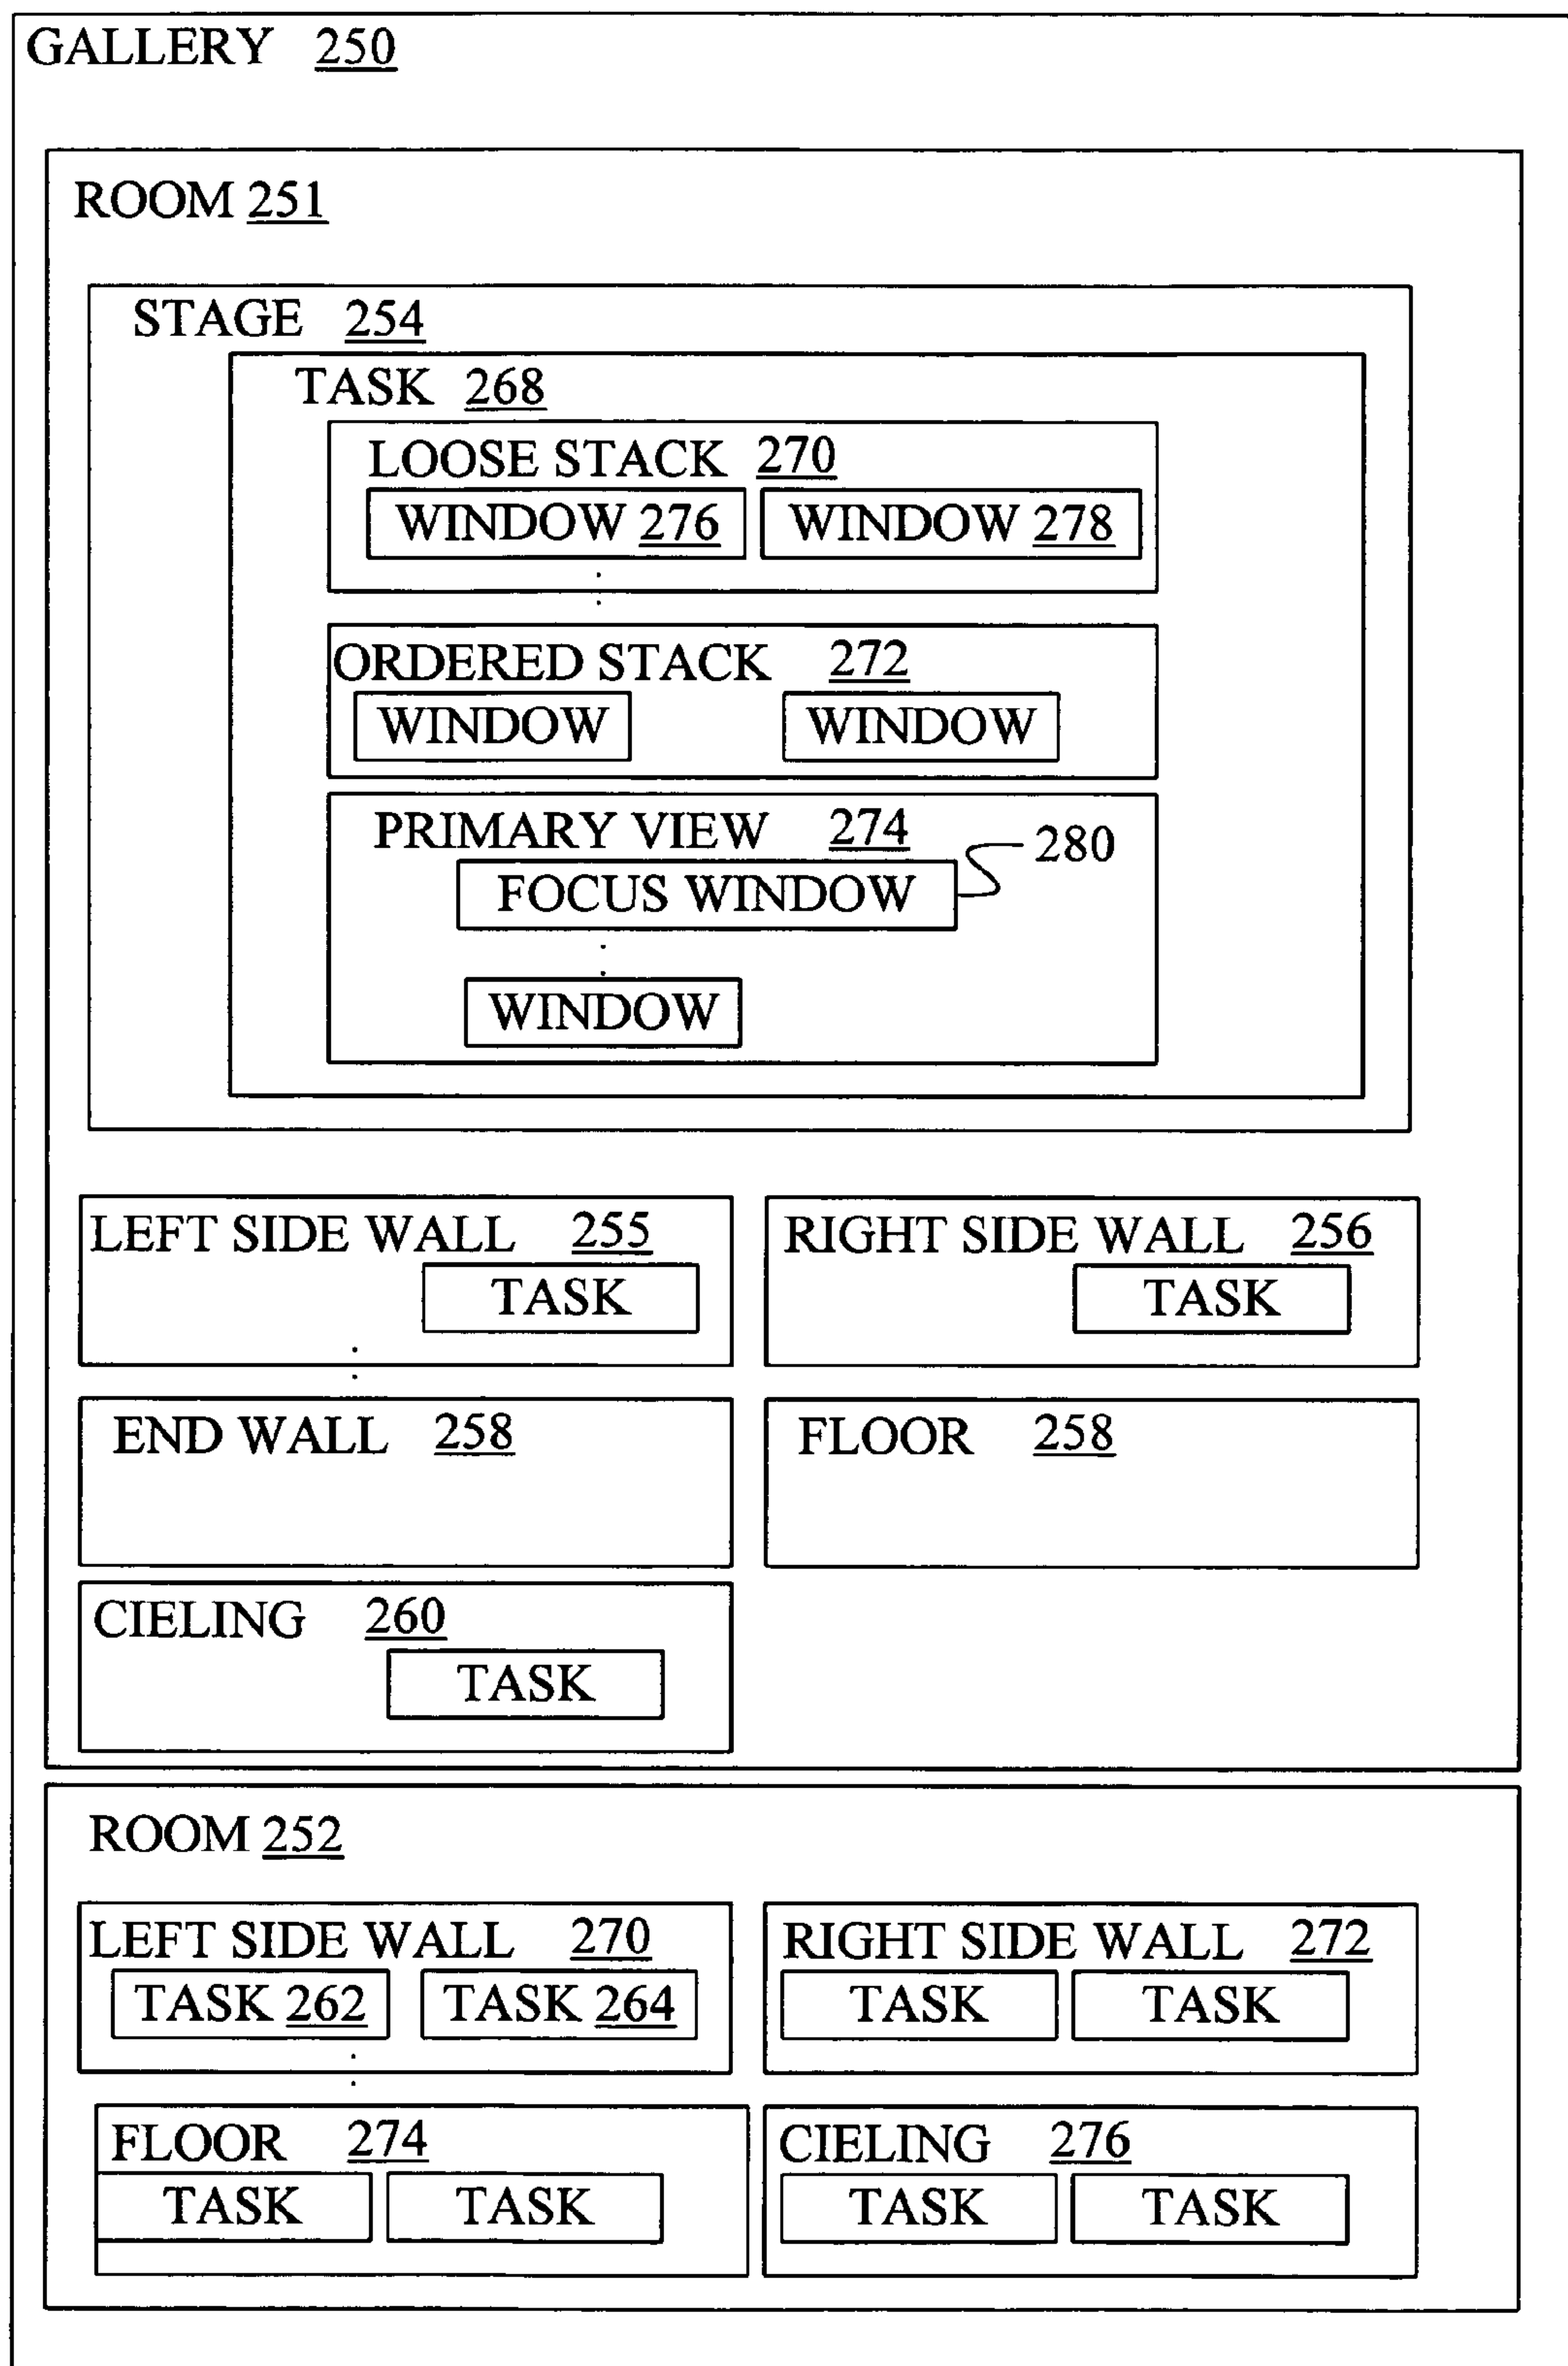 GALLERY 250
ROOM 251
STAGE 254
TASK 268
LOOSE STACK 270
WINDOW 276 WINDOW 278
ORDERED STACK 272
WINDOW WINDOW
PRIMARY VIEW 274
280
FOCUS WINDOW
WINDOW
LEFT SIDE WALL 255 RIGHT SIDE WALL 256
TASK TASK
END WALL 258 FLOOR 258
CIELING 260
TASK
ROOM 252
LEFT SIDE WALL 270 RIGHT SIDE WALL 272
TASK 262 TASK 264 TASK TASK
FLOOR 274 CIELING 276
TASK TASK TASK TASK